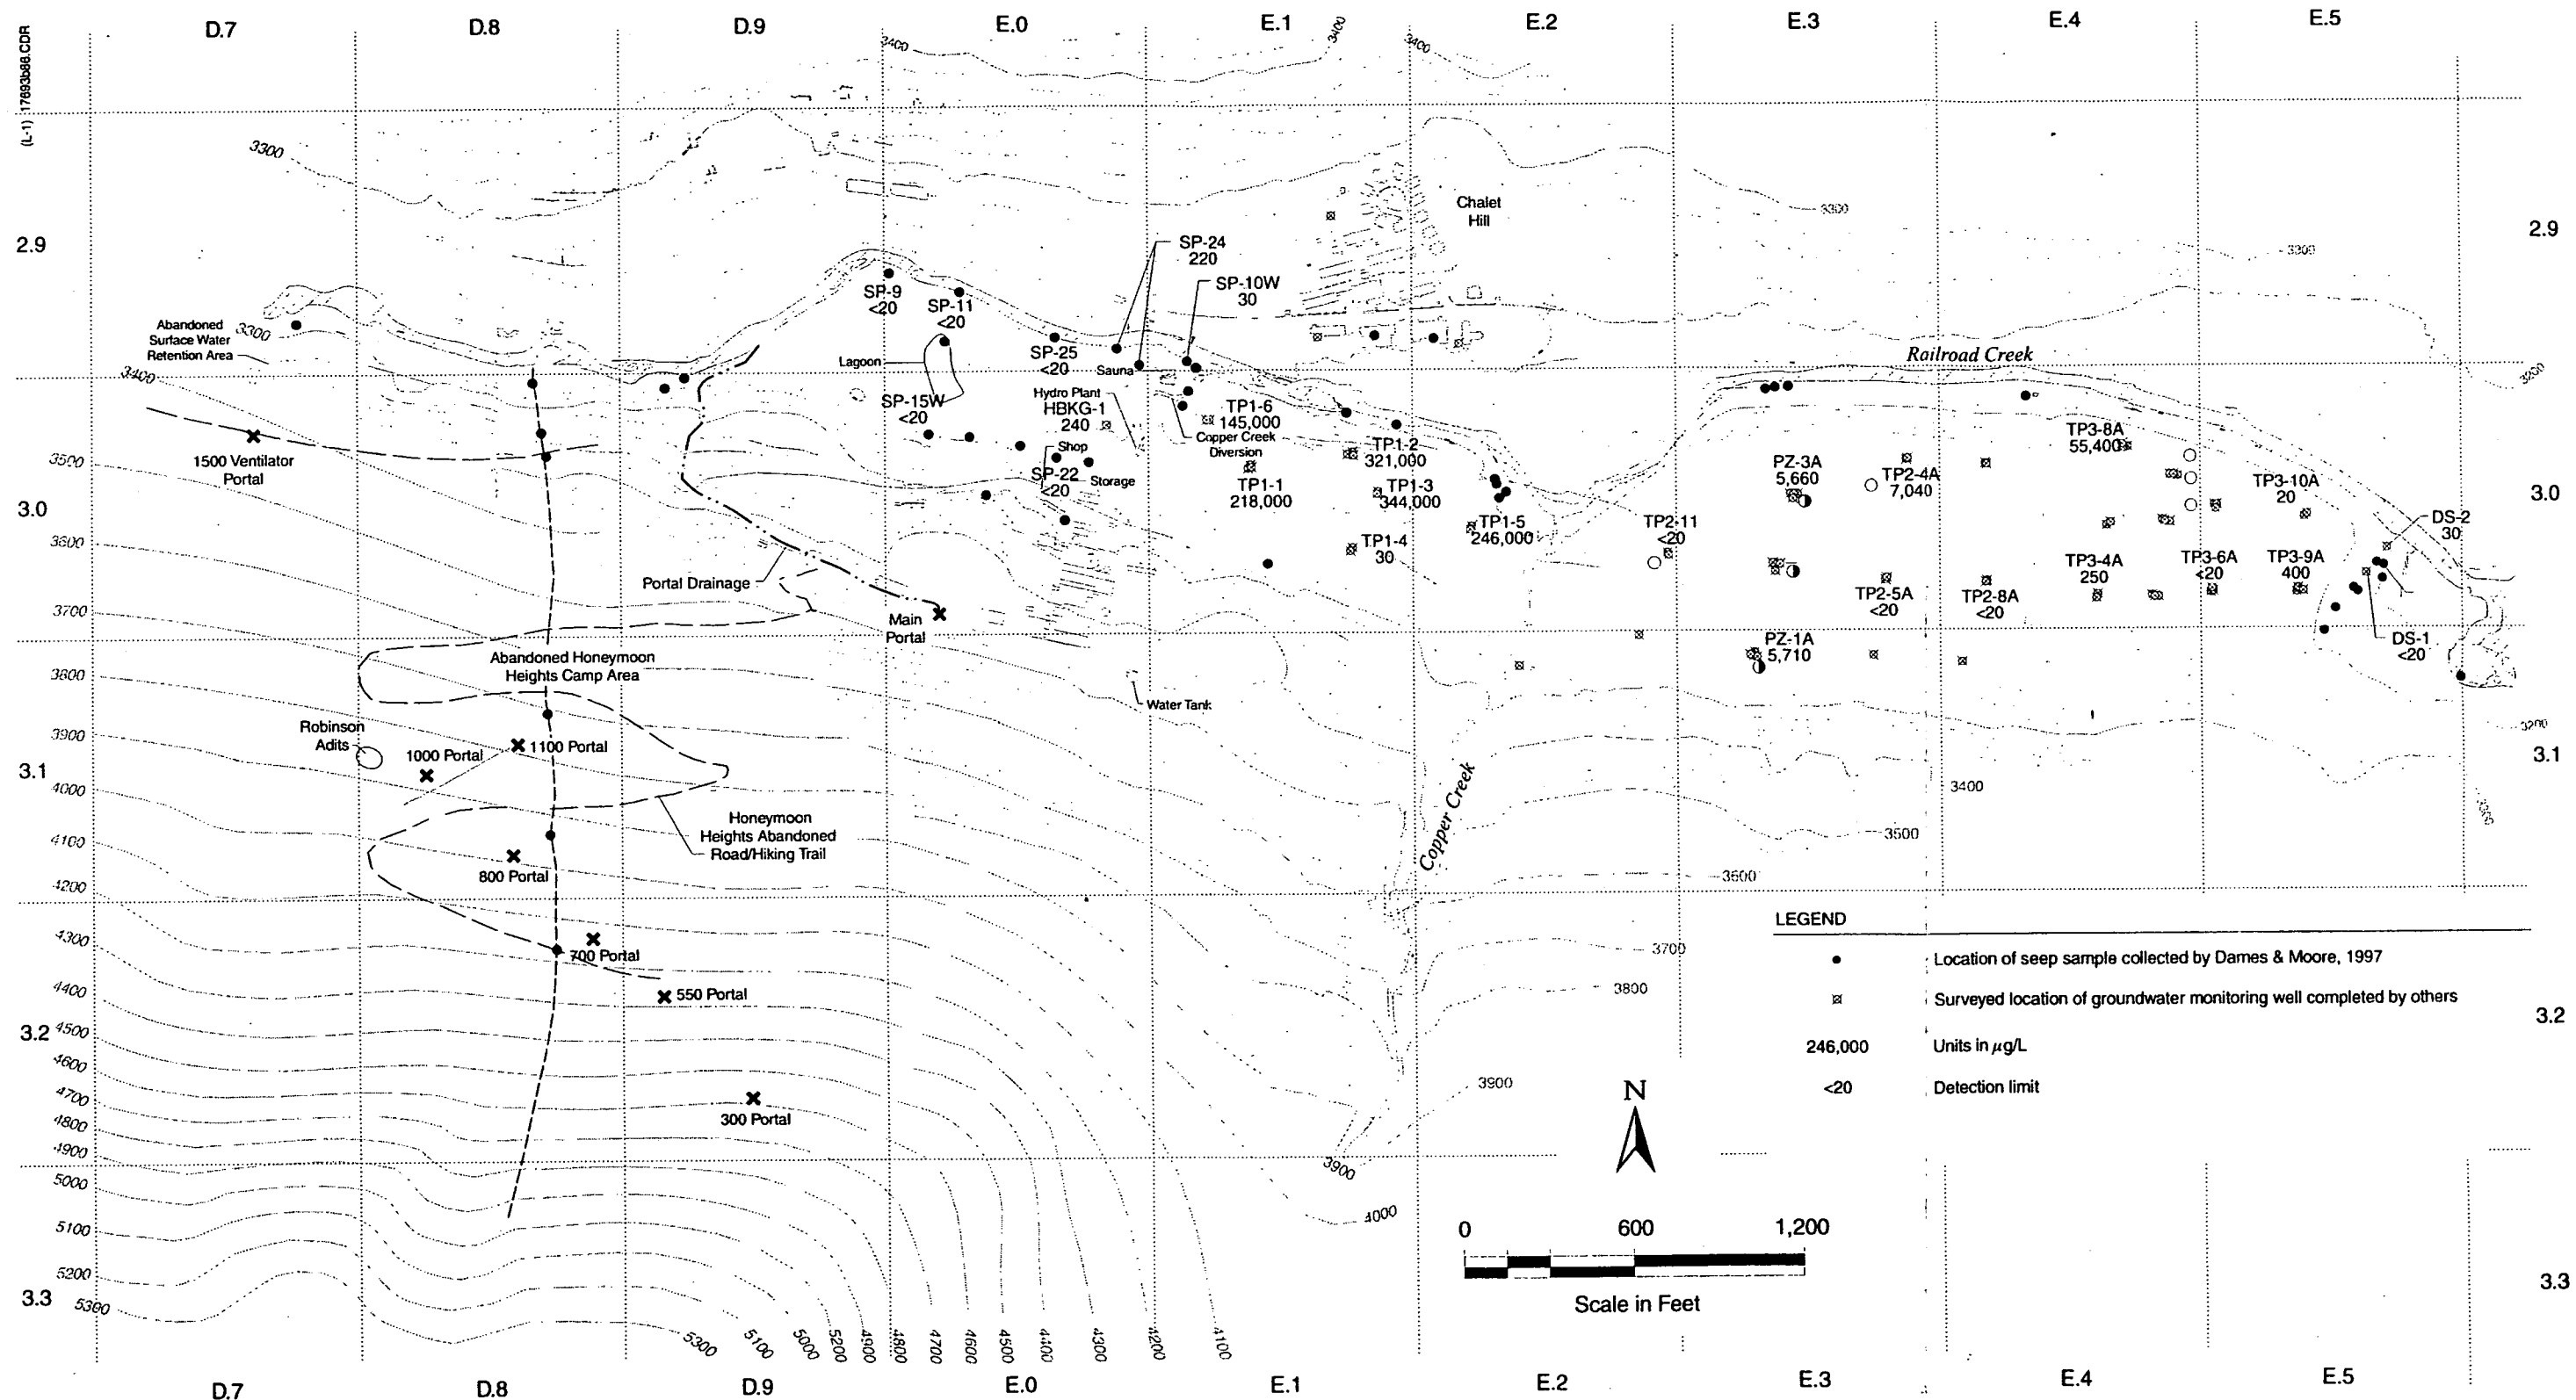 D.7 D.8 D.9 E.0 E.1 E.2 E.3 E.4 E.5
(L-1) 17693b86.CDR
3400
3400
3400
3300
Chalet
Hill
3300
2.9
2.9
3300
SP-24
220
SP-10W
30
SP-9
<20
SP-11
<20
Abandoned
Surface Water
Retention Area
3300
SP-25
<20
Sauna
Lagoon
Railroad Creek
3400
SP-15W
<20
Hydro Plant
HBKG-1
240
TP1-6
145,000
Copper Creek
Diversion
TP1-2
321,000
TP3-8A
55,400
Shop
SP-22
<20
Storage
1500 Ventilator
Portal
3500
TP1-1
218,000
TP1-3
344,000
PZ-3A
5,660
TP2-4A
7,040
TP3-10A
20
3.0
3.0
TP1-5
246,000
TP2-11
<20
DS-2
30
3600
TP1-4
30
Portal Drainage
TP2-5A
<20
TP2-8A
<20
TP3-4A
250
TP3-6A
<20
TP3-9A
400
3700
Main
Portal
PZ-1A
5,710
DS-1
<20
Abandoned Honeymoon
Heights Camp Area
3800
Water Tank
3200
Robinson
Adits
3900
1000 Portal
1100 Portal
3.1
3.1
4000
Copper Creek
3400
Honeymoon
Heights Abandoned
Road/Hiking Trail
4100
3500
800 Portal
4200
3600
LEGEND
4300
700 Portal
3700
Location of seep sample collected by Dames & Moore, 1997
4400
550 Portal
3800
Surveyed location of groundwater monitoring well completed by others
3.2
3.2
4500
246,000 Units in µg/L
4600
<20 Detection limit
4700
300 Portal
3900
N
4800
4900
3900
5000
4000
5100
0 600 1,200
5200
3.3
3.3
5300
Scale in Feet
5300 5100 5000 5200 4900 4800 4700 4600 4500 4400 4300 4200 4100
D.7 D.8 D.9 E.0 E.1 E.2 E.3 E.4 E.5